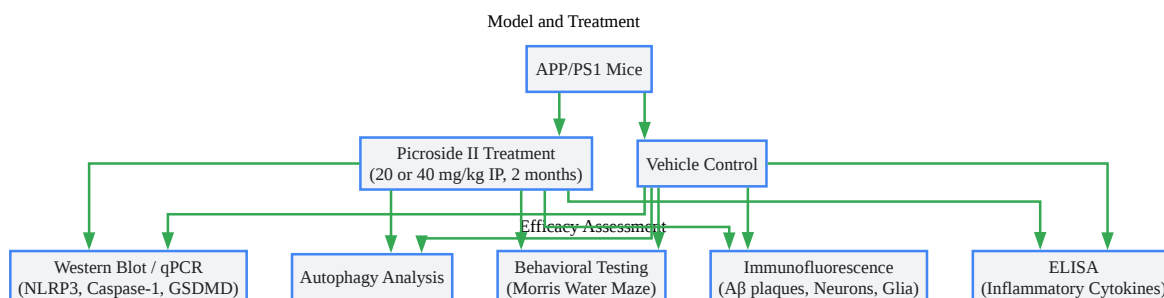 Model and Treatment
APP/PS1 Mice
Picroside II Treatment
(20 or 40 mg/kg IP, 2 months)
Vehicle Control
Efficacy Assessment
Western Blot / qPCR
(NLRP3, Caspase-1, GSDMD)
Autophagy Analysis
Behavioral Testing
(Morris Water Maze)
Immunofluorescence
(Aβ plaques, Neurons, Glia)
ELISA
(Inflammatory Cytokines)